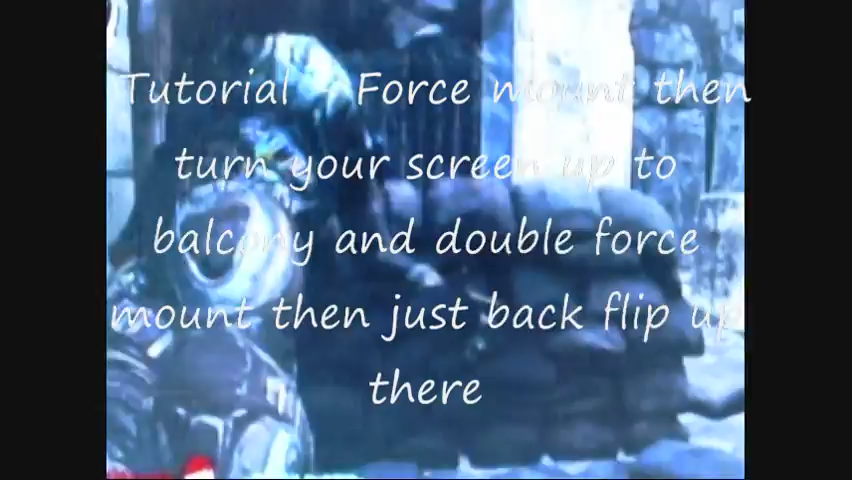 Tutorial - Force mount then
turn your screen up to
balcony and double force
mount then just back flip up
there